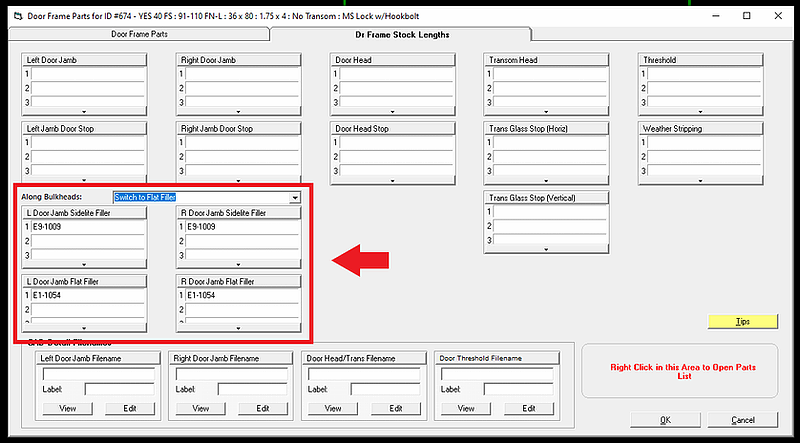 Door Frame Parts for ID #674 - YES 40 FS : 91-110 FN-L : 36 x 80 : 1.75 x 4 : No Transom : MS Lock w/Hookbolt
Door Frame Parts
Dr Frame Stock Lengths
Left Door Jamb
1
2
3
Right Door Jamb
1
2
3
Door Head
1
2
3
Transom Head
1
2
3
Threshold
1
2
3
Left Jamb Door Stop
1
2
3
Right Jamb Door Stop
1
2
3
Door Head Stop
1
2
3
Trans Glass Stop (Horiz)
1
2
3
Weather Stripping
1
2
3
Along Bulkheads: Switch to Flat Filler
L Door Jamb Sidelite Filler
1 E9-1009
2
3
R Door Jamb Sidelite Filler
1 E9-1009
2
3
Trans Glass Stop (Vertical)
1
2
3
L Door Jamb Flat Filler
1 E1-1054
2
R Door Jamb Flat Filler
1 E1-1054
2
Tips
CAD Detail Filenames
Left Door Jamb Filename
Label:
View Edit
Right Door Jamb Filename
Label:
View Edit
Door Head/Trans Filename
Label:
View Edit
Door Threshold Filename
Label:
View Edit
Right Click in this Area to Open Parts
List
OK
Cancel